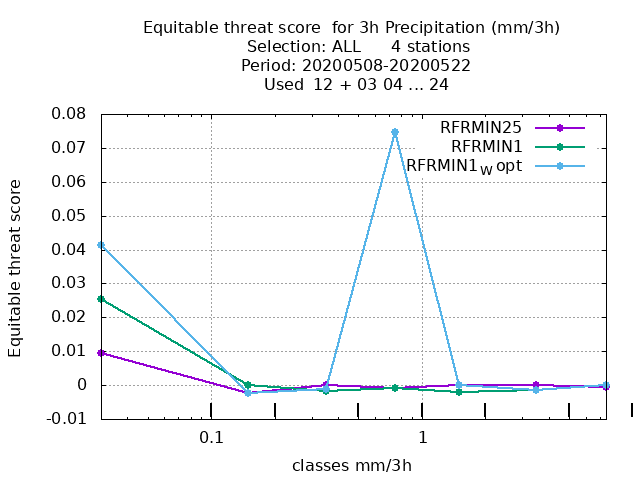 Equitable threat score  for 3h Precipitation (mm/3h)
Selection: ALL      4 stations
Period: 20200508-20200522
Used  12 + 03 04 ... 24
0.08
0.07
0.06
0.05
0.04
0.03
0.02
0.01
0
-0.01
Equitable threat score
RFRMIN25
RFRMIN1
RFRMIN1W opt
0.1
1
classes mm/3h